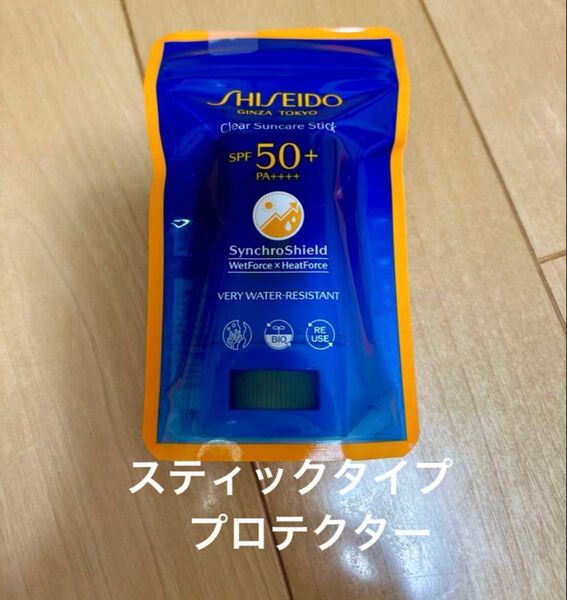 SHISEIDO
GINZA TOKYO
Clear Suncare Stick
SPF 50+
PA++++
SynchroShield
WetForce × HeatForce
VERY WATER-RESISTANT
BIO
RE
USE
スティックタイプ
プロテクター